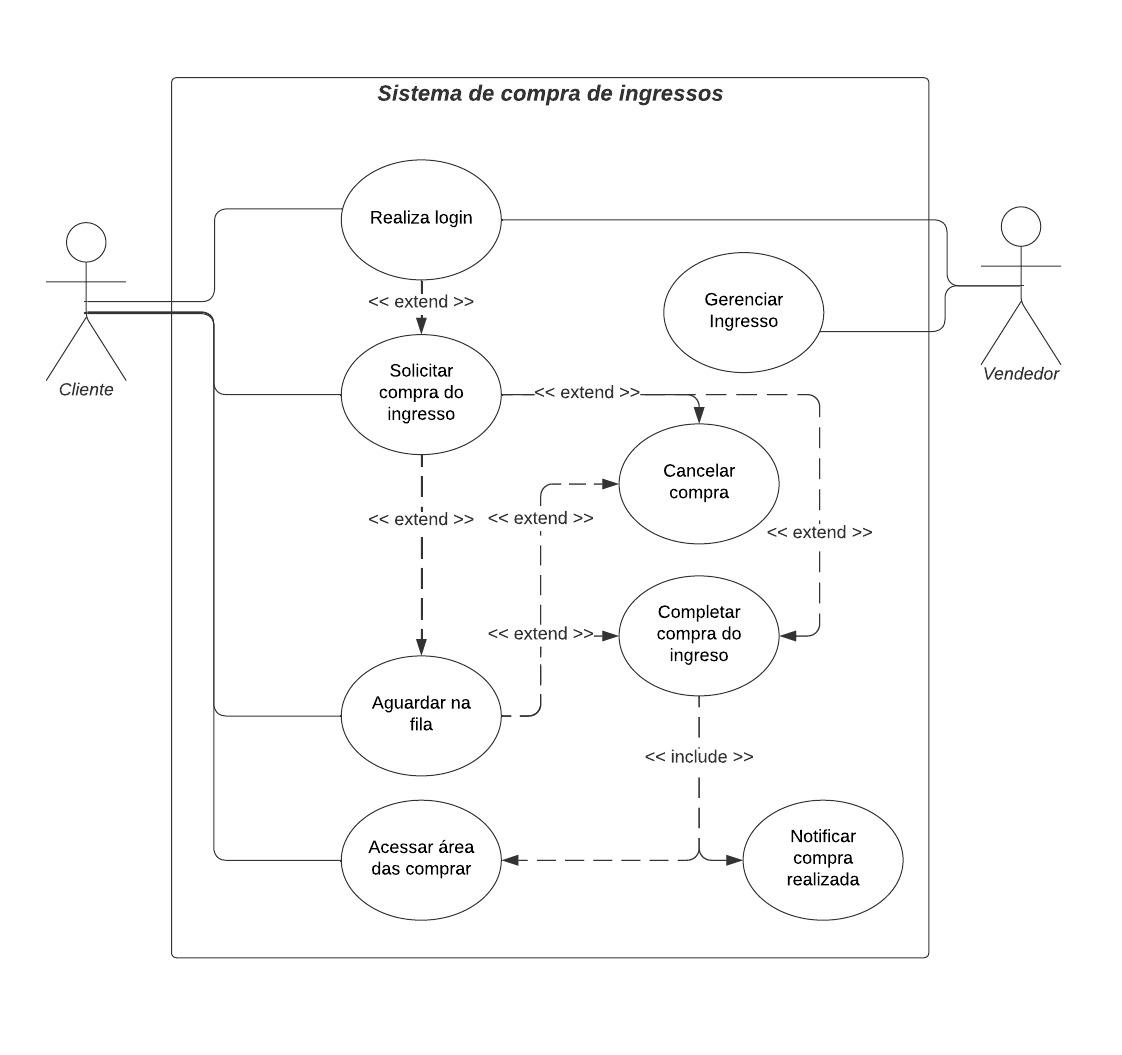 Sistema de compra de ingressos
Realiza login
<< extend >>
Gerenciar
Ingresso
Cliente
Vendedor
Solicitar
compra do
ingresso
<< extend >>
Cancelar
compra
<< extend >>
<< extend >>
<< extend >>
Completar
compra do
ingreso
<< extend >>
Aguardar na
fila
<< include >>
Acessar área
das comprar
Notificar
compra
realizada